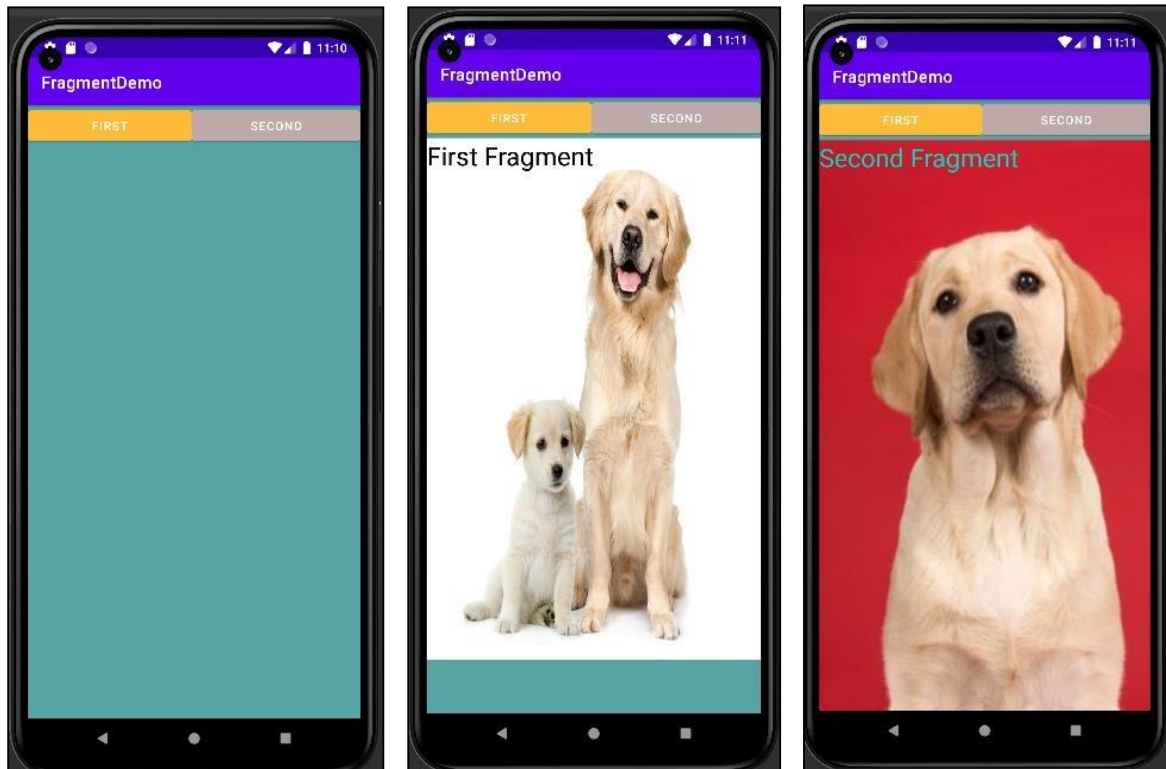 11:10
FragmentDemo
FIRST SECOND
11:11
FragmentDemo
FIRST SECOND
First Fragment
11:11
FragmentDemo
FIRST SECOND
Second Fragment